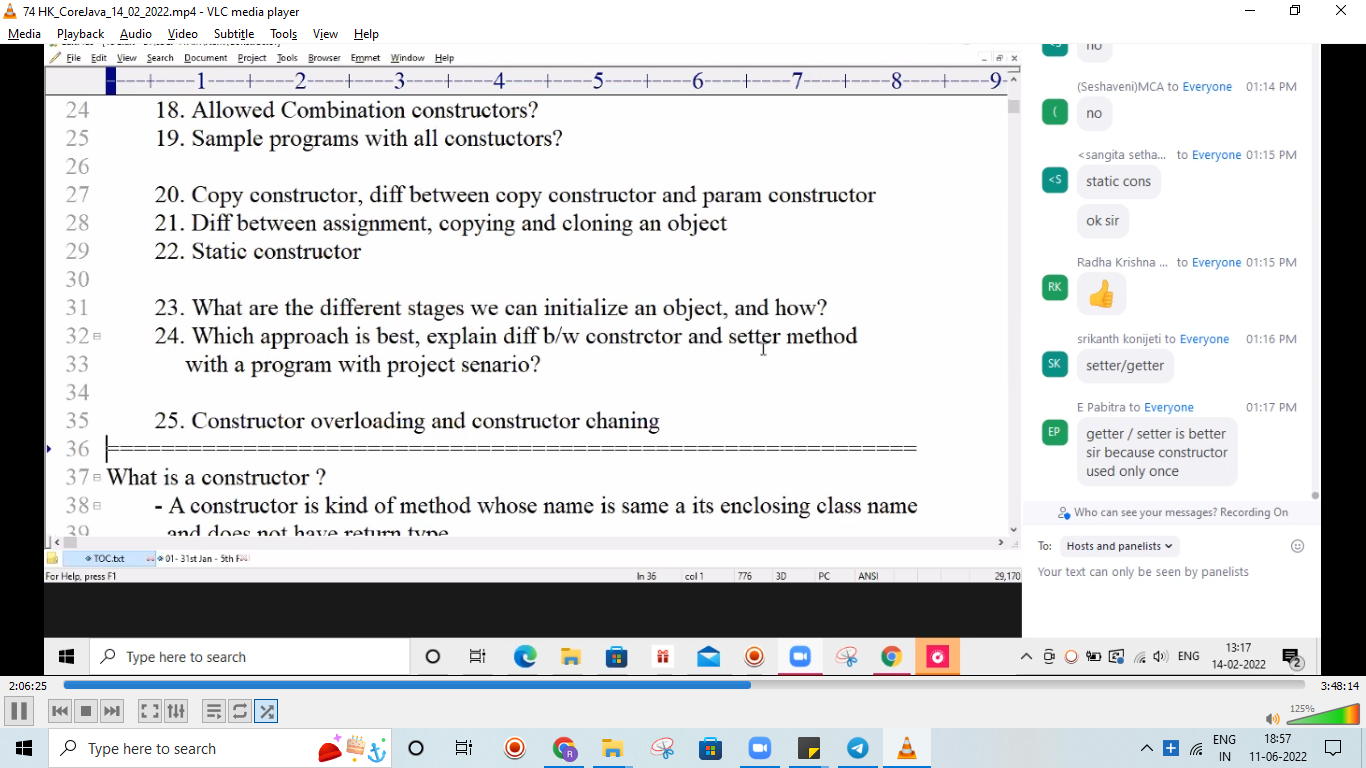 74 HK_CoreJava_14_02_2022.mp4 - VLC media player
Media Playback Audio Video Subtitle Tools View Help
File Edit View Search Document Project Tools Browser Emmet Window Help
1 2 3 4 5 6 7 8 9
24 18. Allowed Combination constructors?
25 19. Sample programs with all constuctors?
26
27 20. Copy constructor, diff between copy constructor and param constructor
28 21. Diff between assignment, copying and cloning an object
29 22. Static constructor
30
31 23. What are the different stages we can initialize an object, and how?
32 24. Which approach is best, explain diff b/w constrctor and setter method
33 with a program with project senario?
34
35 25. Constructor overloading and constructor chaning
36 =====================================================
37 What is a constructor ?
38 - A constructor is kind of method whose name is same a its enclosing class name
39 and does not have return type
TOC.txt 01- 31st Jan - 5th F
For Help, press F1 ln 36 col 1 776 3D PC ANSI 29,170
<S no
(Seshaveni)MCA to Everyone 01:14 PM
( no
<sangita setha... to Everyone 01:15 PM
<S static cons
ok sir
Radha Krishna ... to Everyone 01:15 PM
RK 👍
srikanth konijeti to Everyone 01:16 PM
SK setter/getter
E Pabitra to Everyone 01:17 PM
EP getter / setter is better
sir because constructor
used only once
Who can see your messages? Recording On
To: Hosts and panelists
Your text can only be seen by panelists
Type here to search ENG 13:17
14-02-2022 2
2:06:25 3:48:14
125%
Type here to search R ENG 18:57
IN 11-06-2022